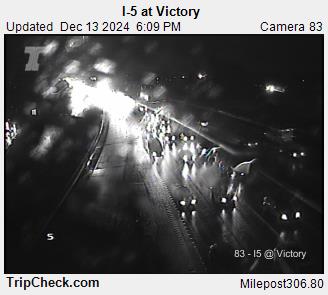 I-5 at Victory
Updated Dec 13 2024 6:09 PM Camera 83
T
S
83 - I5 @ Victory
TripCheck.com Milepost306.80